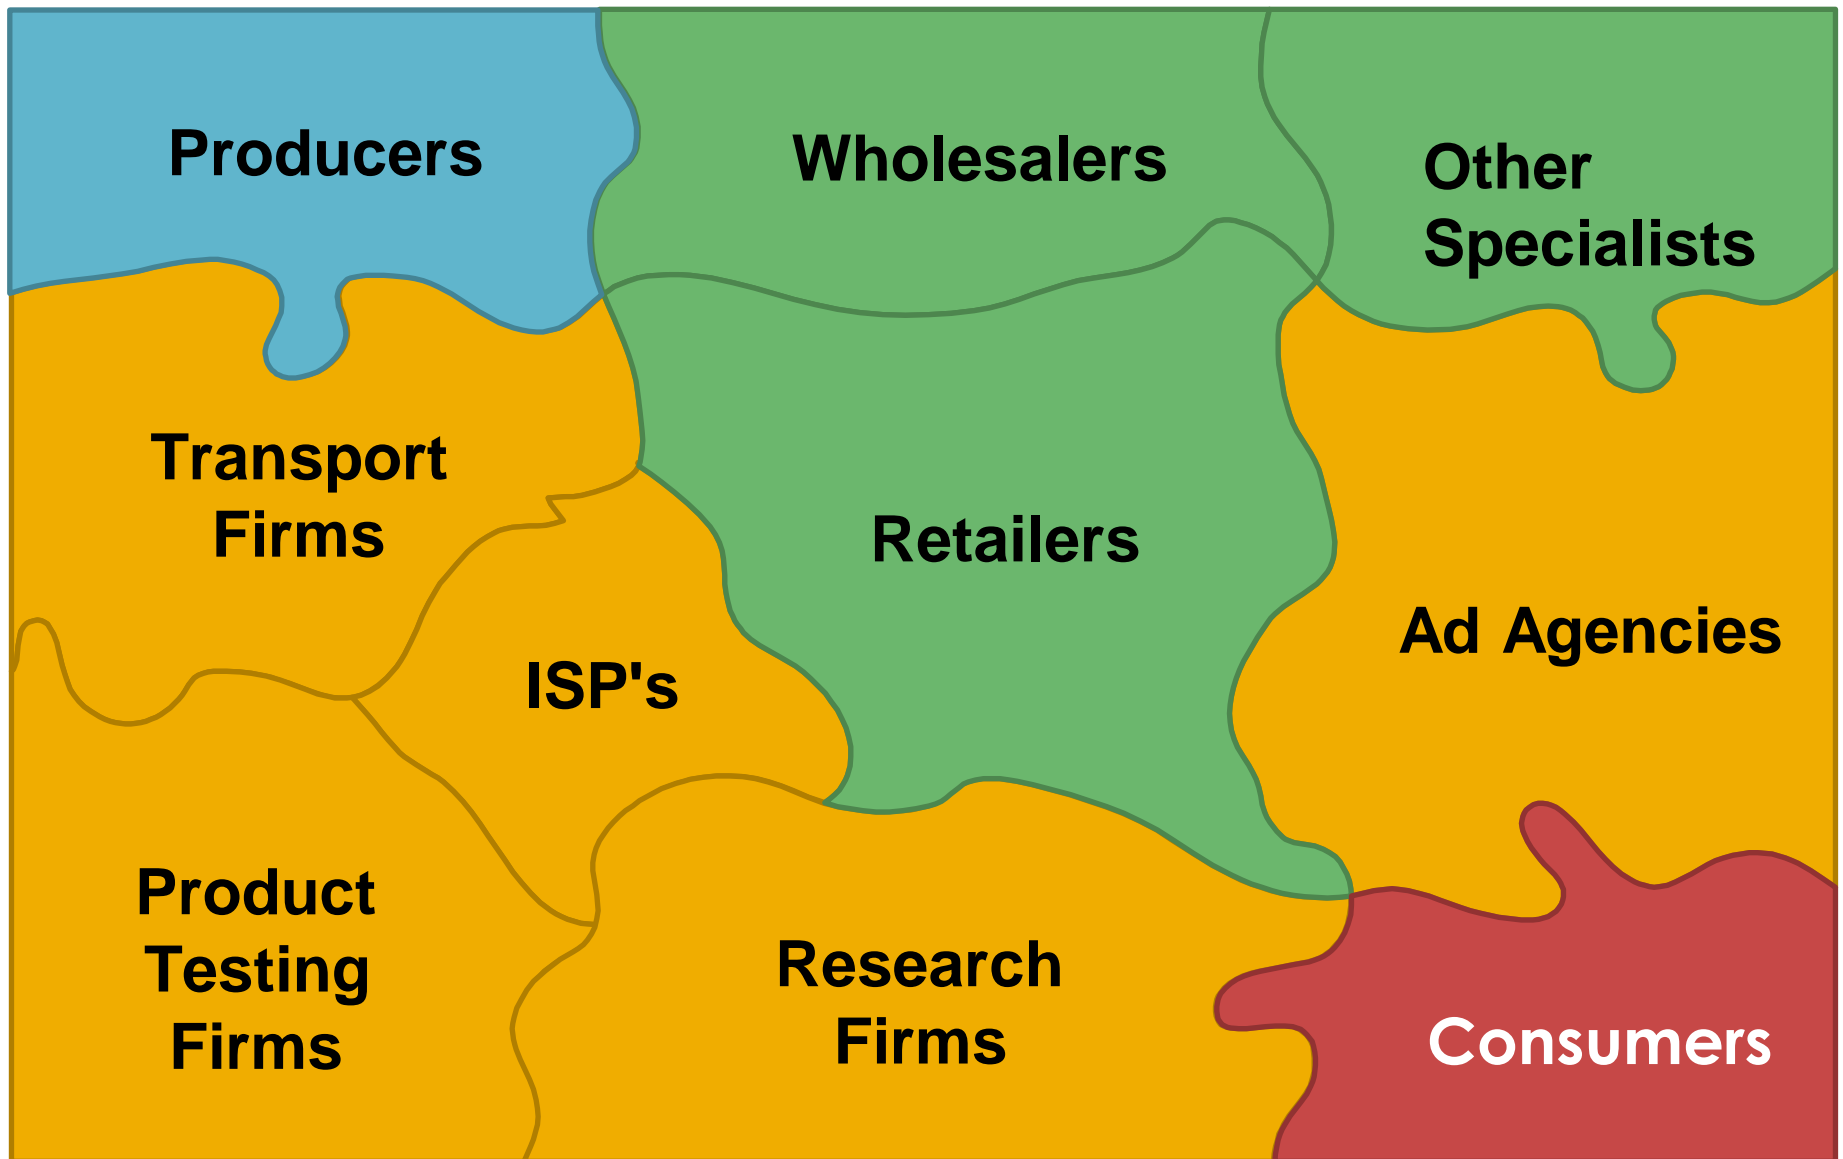 Producers
Wholesalers
Other
Specialists
Transport
Firms
Retailers
Ad Agencies
ISP's
Product
Testing
Firms
Research
Firms
Consumers